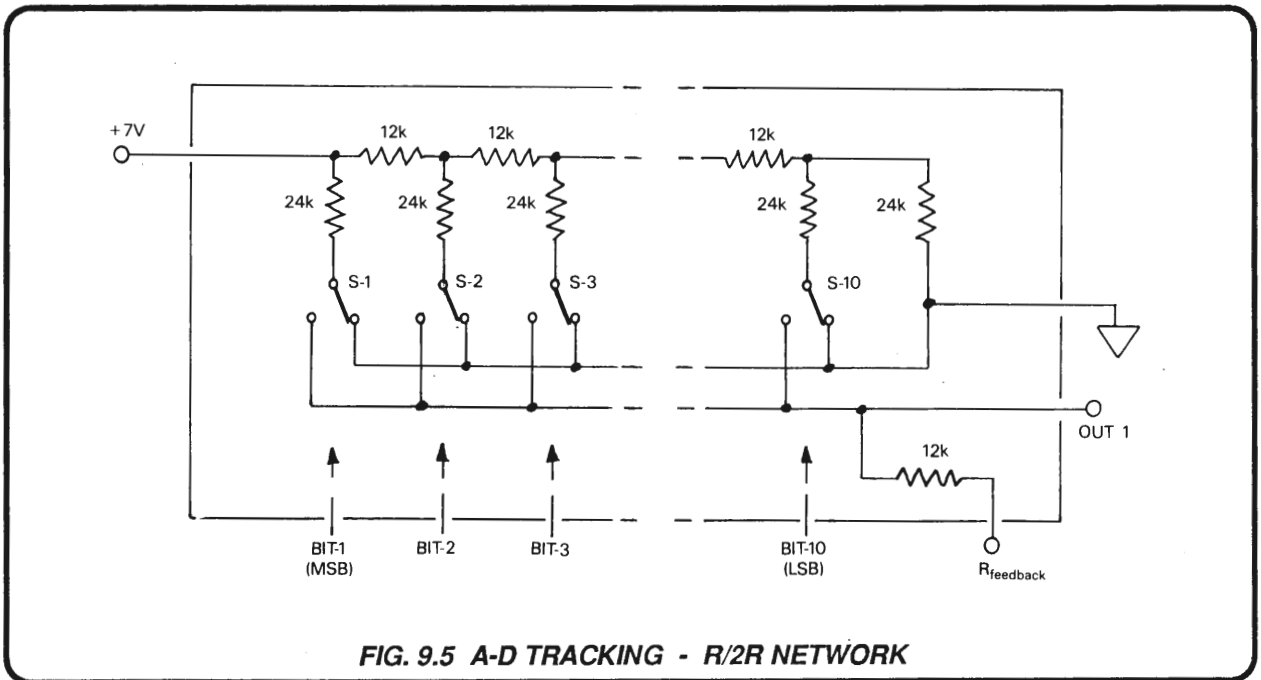 +7V
12k 12k 12k
24k 24k 24k 24k 24k
S-1 S-2 S-3 S-10
OUT 1
12k
BIT-1 BIT-2 BIT-3 BIT-10
(MSB) (LSB) Rfeedback
FIG. 9.5 A-D TRACKING - R/2R NETWORK